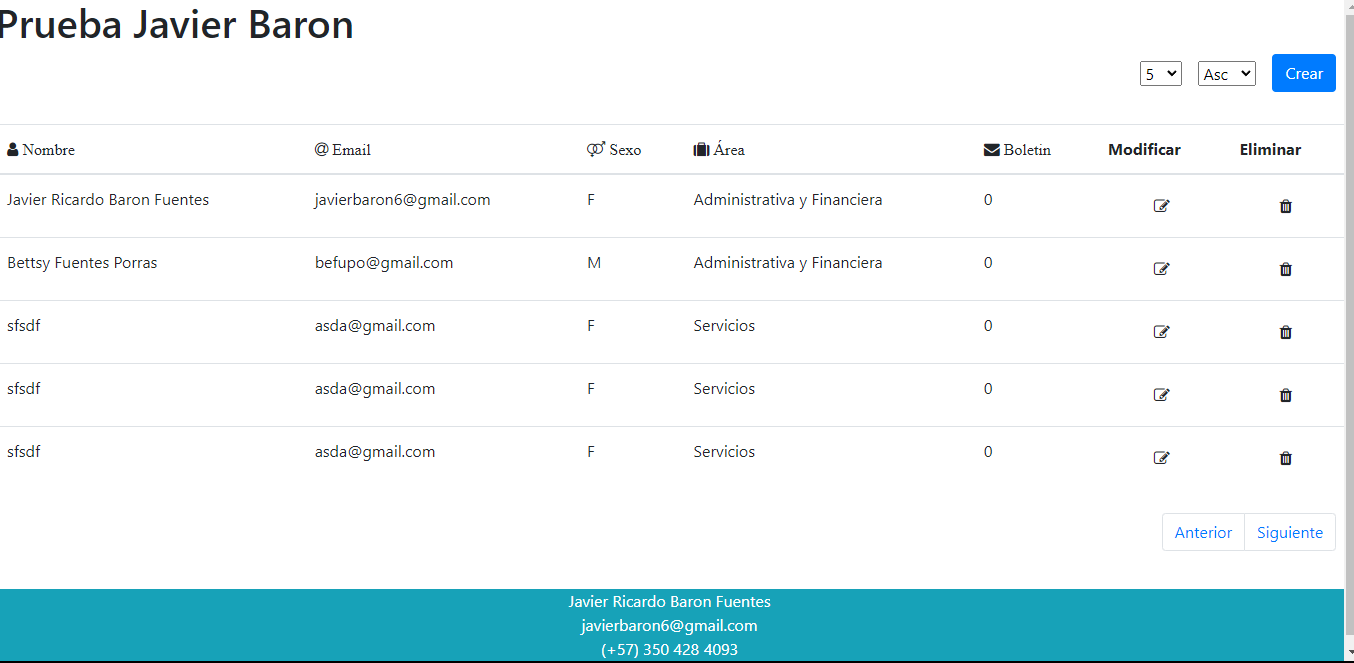 Prueba Javier Baron
5 Asc Crear
Nombre @ Email Sexo Área Boletin Modificar Eliminar
Javier Ricardo Baron Fuentes javierbaron6@gmail.com F Administrativa y Financiera 0
Bettsy Fuentes Porras befupo@gmail.com M Administrativa y Financiera 0
sfsdf asda@gmail.com F Servicios 0
sfsdf asda@gmail.com F Servicios 0
sfsdf asda@gmail.com F Servicios 0
Anterior Siguiente
Javier Ricardo Baron Fuentes
javierbaron6@gmail.com
(+57) 350 428 4093